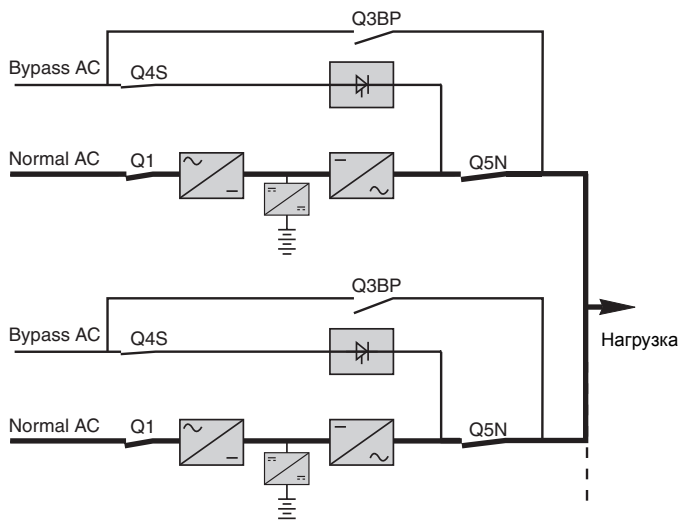 Q3BP
Bypass AC
Q4S
Normal AC
Q1
Q5N
Q3BP
Bypass AC
Q4S
Нагрузка
Normal AC
Q1
Q5N